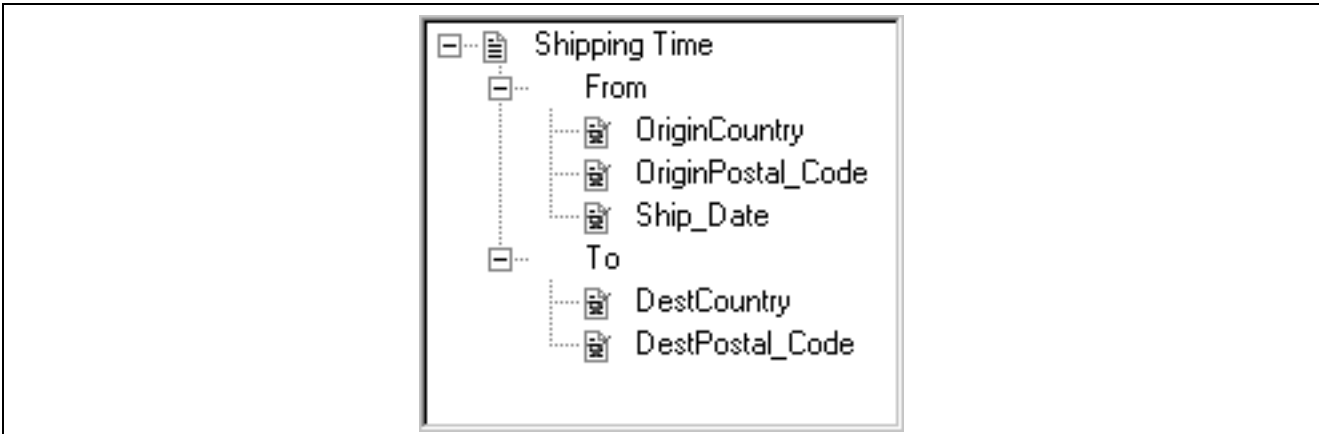 Shipping Time
From
OriginCountry
OriginPostal_Code
Ship_Date
To
DestCountry
DestPostal_Code